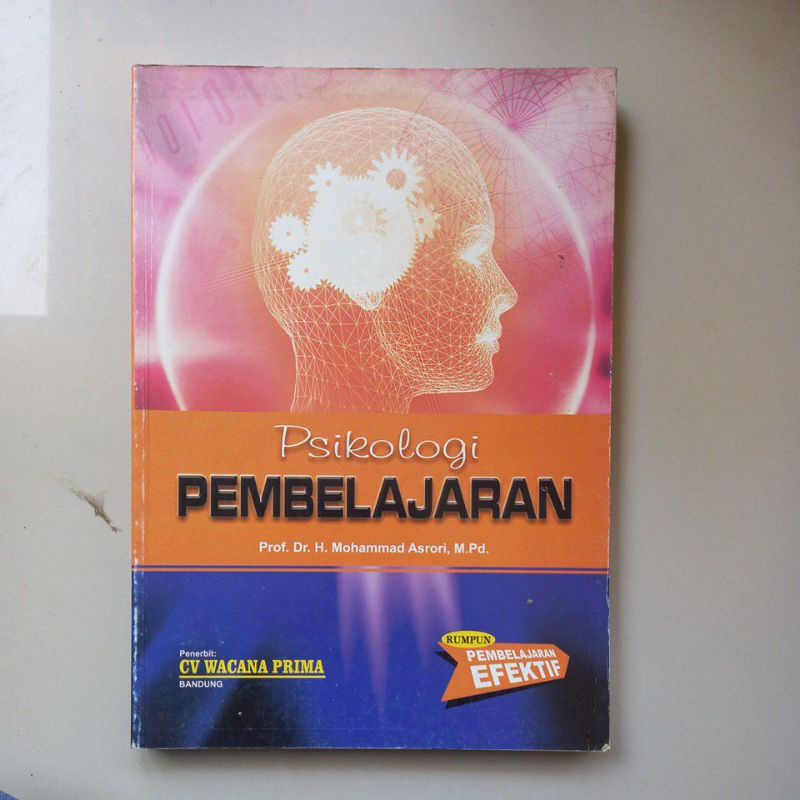 Psikologi
PEMBELAJARAN
Prof. Dr. H. Mohammad Asrori, M.Pd.
Penerbit:
CV WACANA PRIMA
BANDUNG
RUMPUN
PEMBELAJARAN
EFEKTIF